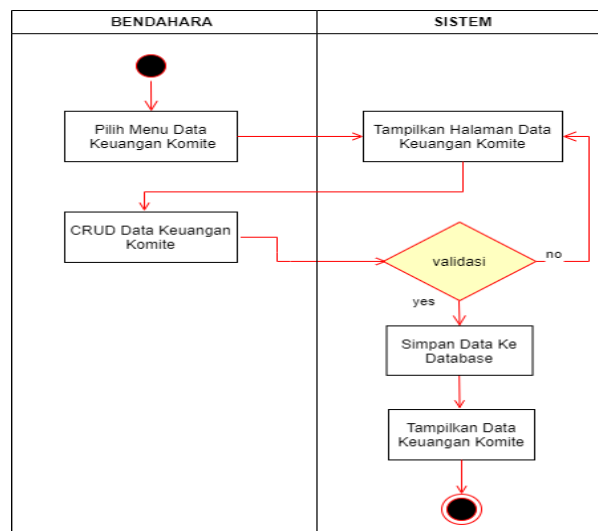 BENDAHARA
SISTEM
Pilih Menu Data
Keuangan Komite
Tampilkan Halaman Data
Keuangan Komite
CRUD Data Keuangan
Komite
validasi
no
yes
Simpan Data Ke
Database
Tampilkan Data
Keuangan Komite